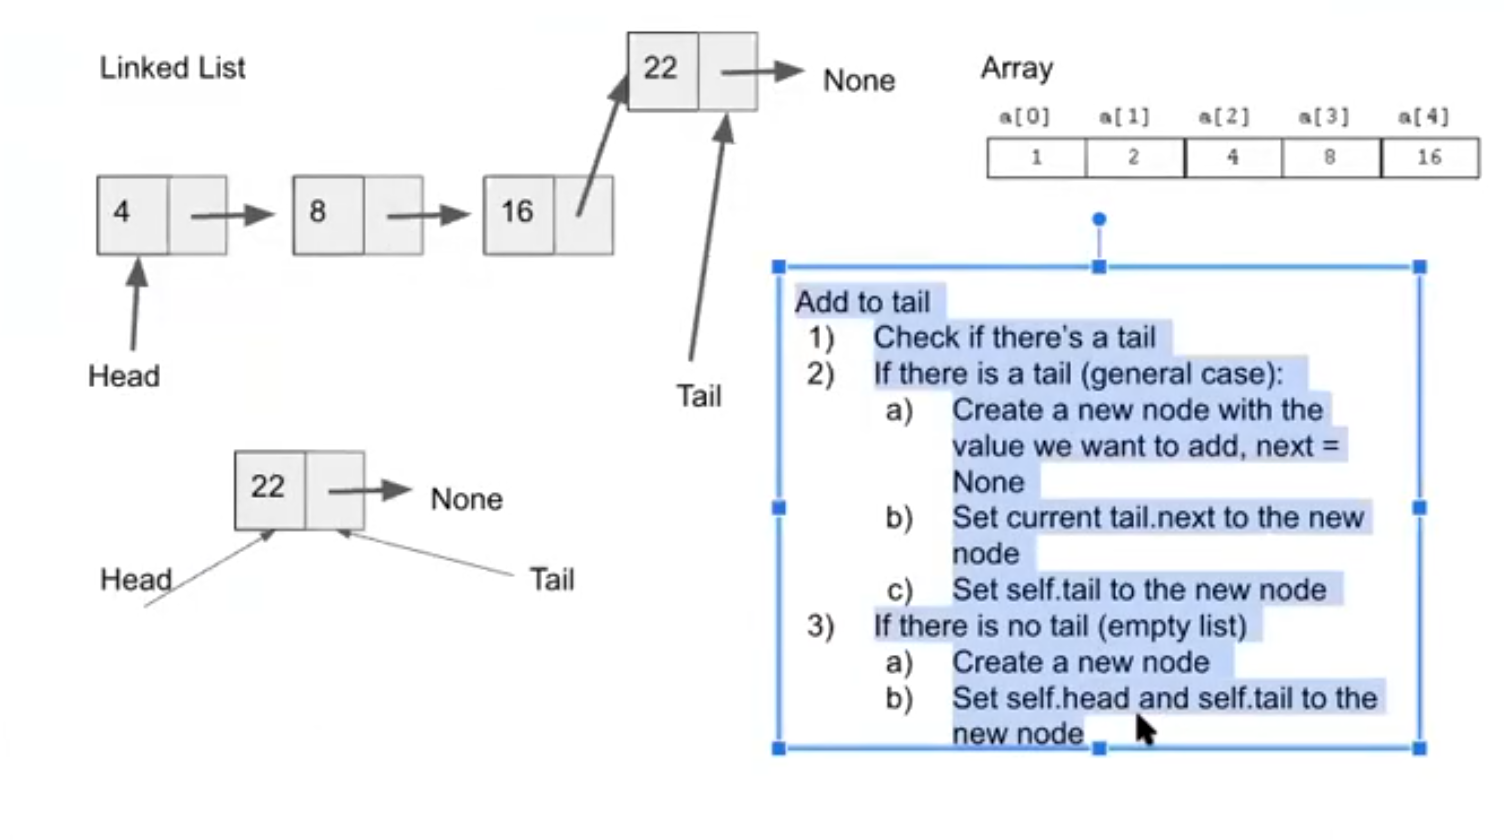 Linked List
22
None
4
8
16
Head
Tail
22
None
Head
Tail
Array
a[0] a[1] a[2] a[3] a[4]
1 2 4 8 16
Add to tail
1) Check if there's a tail
2) If there is a tail (general case):
a) Create a new node with the
value we want to add, next =
None
b) Set current tail.next to the new
node
c) Set self.tail to the new node
3) If there is no tail (empty list)
a) Create a new node
b) Set self.head and self.tail to the
new node